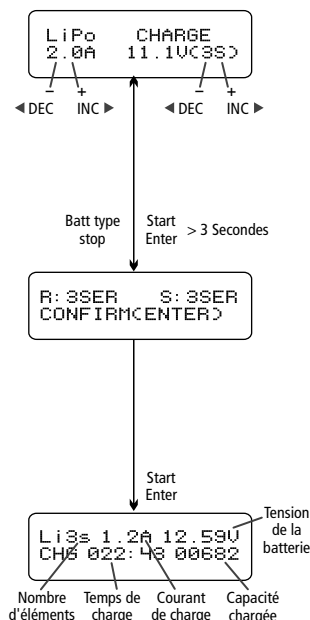 LiPo CHARGE
2.0A 11.1V(3S)
– + – +
◀ DEC INC ▶ ◀ DEC INC ▶
Batt type
stop
Start
Enter
> 3 Secondes
R:3SER S:3SER
CONFIRM(ENTER)
Start
Enter
Tension
de la
batterie
Li3s 1.2A 12.59V
CHG 022:43 00682
Nombre
d'éléments
Temps de
charge
Courant
de charge
Capacité
chargée